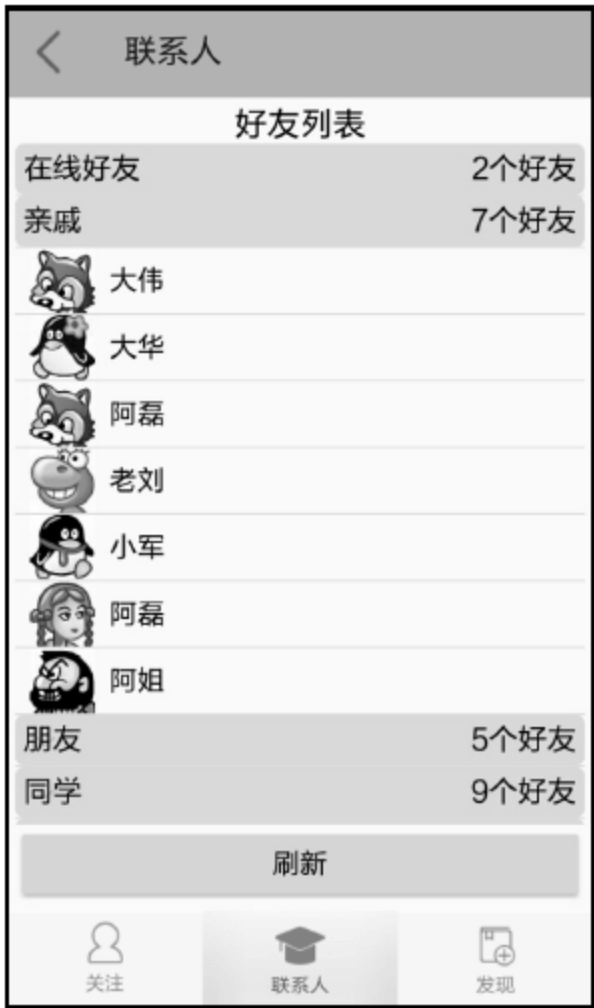 联系人
好友列表
在线好友 2个好友
亲戚 7个好友
大伟
大华
阿磊
老刘
小军
阿磊
阿姐
朋友 5个好友
同学 9个好友
刷新
关注 联系人 发现